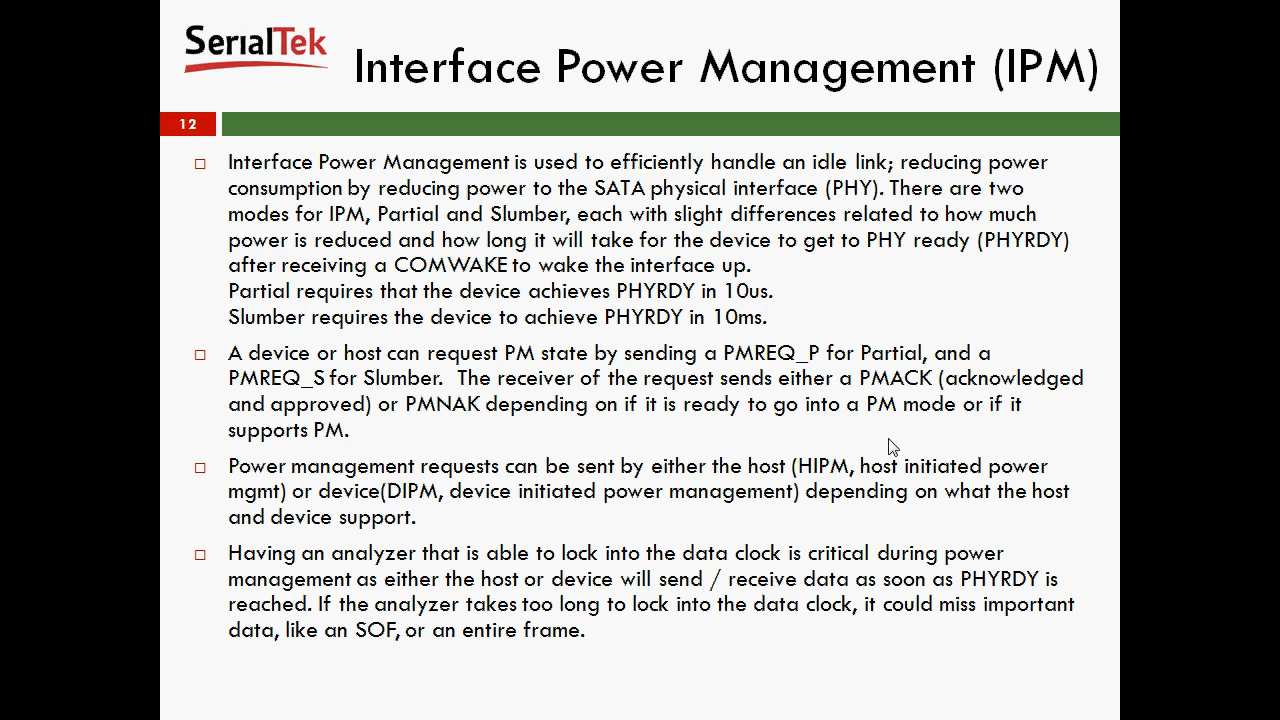 SerialTek
Interface Power Management (IPM)
12
Interface Power Management is used to efficiently handle an idle link; reducing power
consumption by reducing power to the SATA physical interface (PHY). There are two
modes for IPM, Partial and Slumber, each with slight differences related to how much
power is reduced and how long it will take for the device to get to PHY ready (PHYRDY)
after receiving a COMWAKE to wake the interface up.
Partial requires that the device achieves PHYRDY in 10us.
Slumber requires the device to achieve PHYRDY in 10ms.
A device or host can request PM state by sending a PMREQ_P for Partial, and a
PMREQ_S for Slumber.  The receiver of the request sends either a PMACK (acknowledged
and approved) or PMNAK depending on if it is ready to go into a PM mode or if it
supports PM.
Power management requests can be sent by either the host (HIPM, host initiated power
mgmt) or device(DIPM, device initiated power management) depending on what the host
and device support.
Having an analyzer that is able to lock into the data clock is critical during power
management as either the host or device will send / receive data as soon as PHYRDY is
reached. If the analyzer takes too long to lock into the data clock, it could miss important
data, like an SOF, or an entire frame.